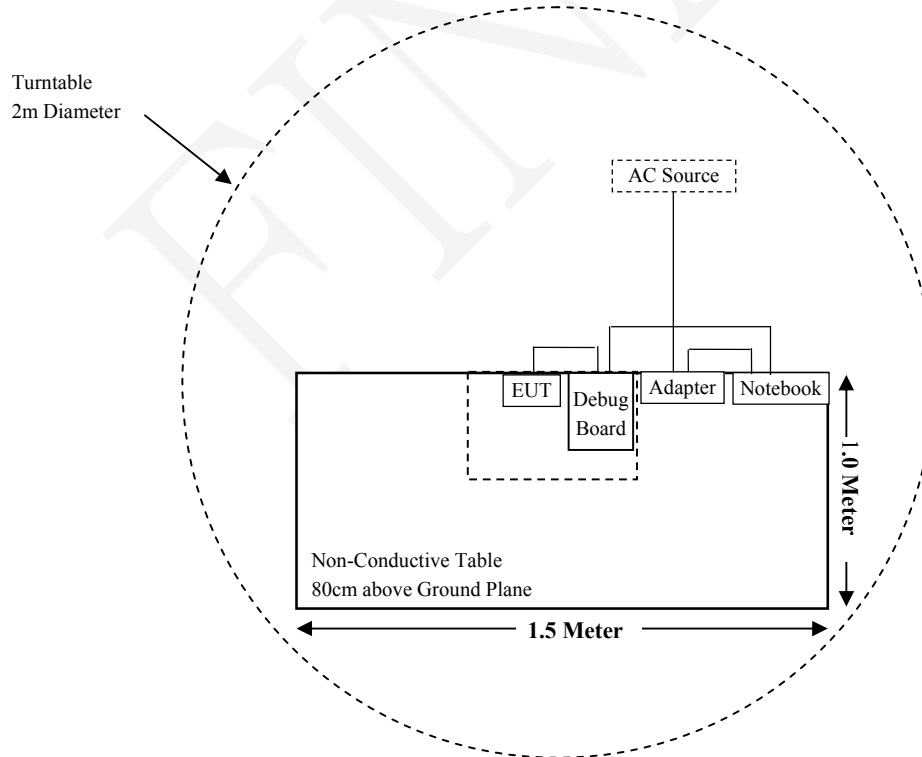 Turntable
2m Diameter
AC Source
EUT
Debug
Board
Adapter
Notebook
1.0 Meter
Non-Conductive Table
80cm above Ground Plane
1.5 Meter